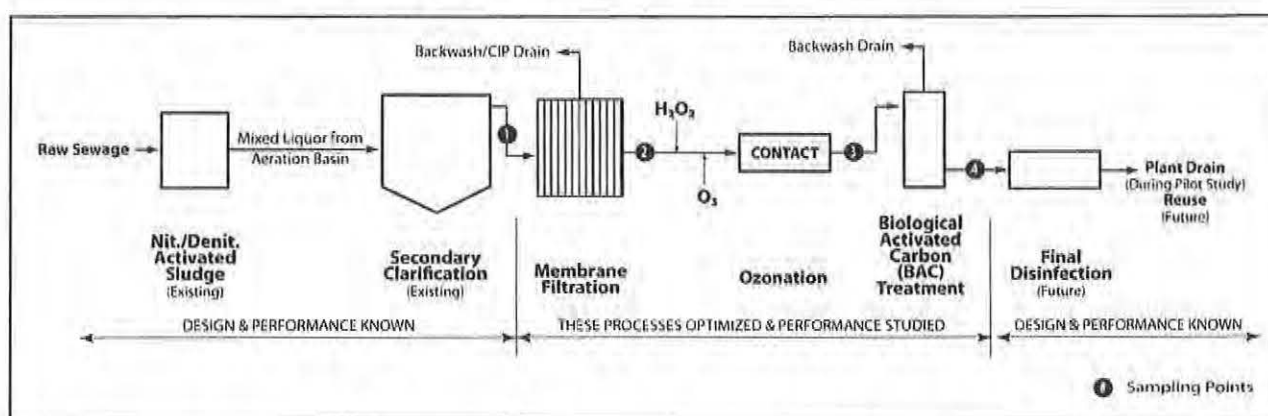 Backwash/CIP Drain
Backwash Drain
Raw Sewage
Mixed Liquor from
Aeration Basin
1
2
H₂O₂
O₃
CONTACT
3
4
Plant Drain
(During Pilot Study)
Reuse
(Future)
Nit./Denit.
Activated
Sludge
(Existing)
Secondary
Clarification
(Existing)
Membrane
Filtration
Ozonation
Biological
Activated
Carbon
(BAC)
Treatment
Final
Disinfection
(Future)
DESIGN & PERFORMANCE KNOWN
THESE PROCESSES OPTIMIZED & PERFORMANCE STUDIED
DESIGN & PERFORMANCE KNOWN
# Sampling Points